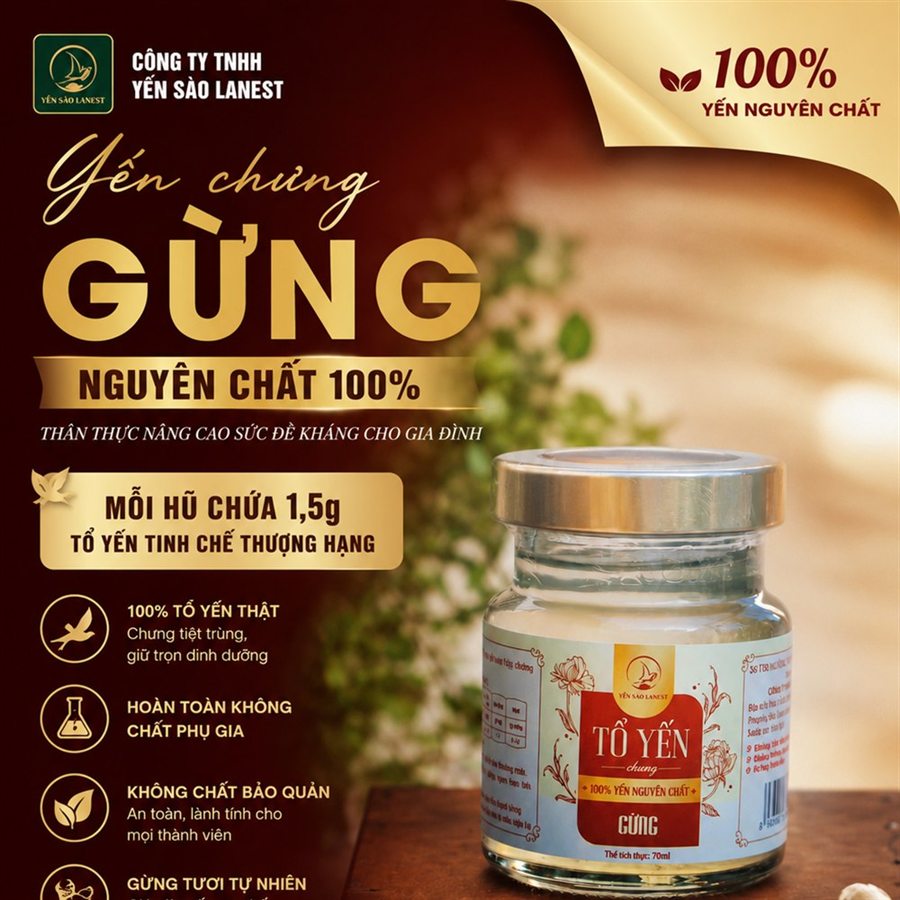 YẾN SÀO LANEST
CÔNG TY TNHH
YẾN SÀO LANEST
100%
YẾN NGUYÊN CHẤT
Yến chưng
GỪNG
NGUYÊN CHẤT 100%
THÂN THỰC NÂNG CAO SỨC ĐỀ KHÁNG CHO GIA ĐÌNH
MỖI HŨ CHỨA 1,5g
TỔ YẾN TINH CHẾ THƯỢNG HẠNG
100% TỔ YẾN THẬT
Chưng tiệt trùng,
giữ trọn dinh dưỡng
HOÀN TOÀN KHÔNG
CHẤT PHỤ GIA
KHÔNG CHẤT BẢO QUẢN
An toàn, lành tính cho
mọi thành viên
GỪNG TƯƠI TỰ NHIÊN
YẾN SÀO LANEST
TỔ YẾN
chưng
100% YẾN NGUYÊN CHẤT
GỪNG
Thể tích thực: 70ml